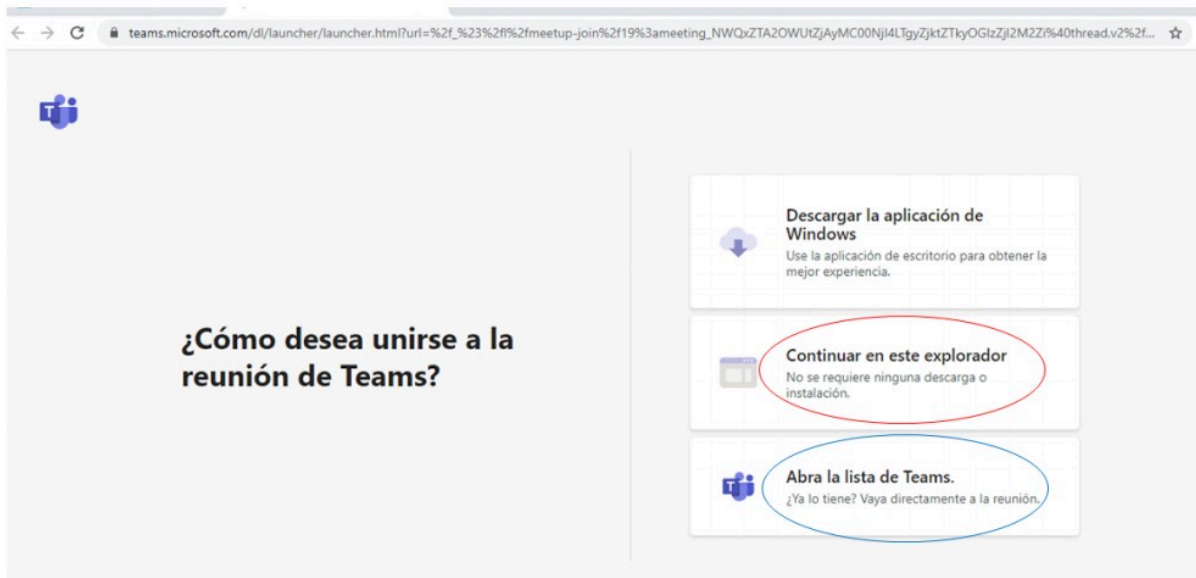 teams.microsoft.com/dl/launcher/launcher.html?url=%2f_%23%2fl%2fmeetup-join%2f19%3ameeting_NWQxZTA2OWUtZjAyMC00NjI4LTgyZjktZTkyOGIzZjI2M2Zi%40thread.v2%2f...
¿Cómo desea unirse a la
reunión de Teams?
Descargar la aplicación de
Windows
Use la aplicación de escritorio para obtener la
mejor experiencia.
Continuar en este explorador
No se requiere ninguna descarga o
instalación.
T
Abra la lista de Teams.
¿Ya lo tiene? Vaya directamente a la reunión.